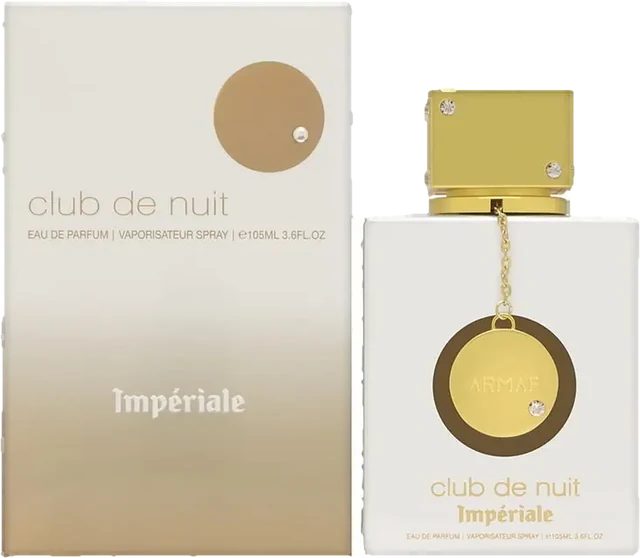 club de nuit
EAU DE PARFUM | VAPORISATEUR SPRAY | ℮105ML 3.6FL.OZ
Impériale
ARMAF
club de nuit
Impériale
EAU DE PARFUM | VAPORISATEUR SPRAY | ℮105ML 3.6FL.OZ